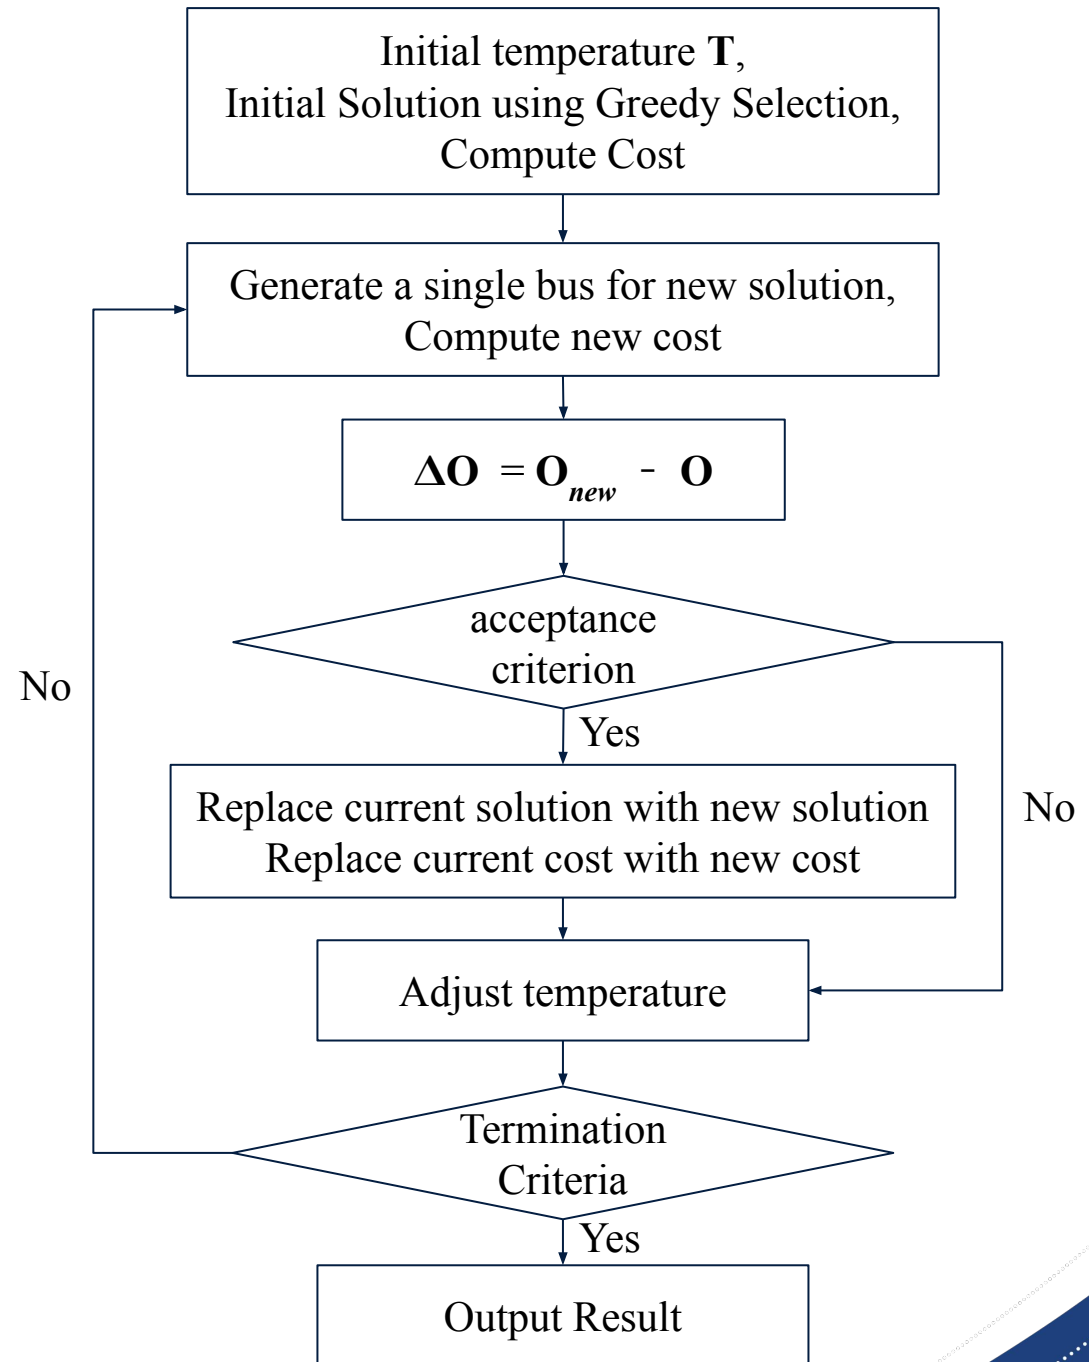 Initial temperature T,
Initial Solution using Greedy Selection,
Compute Cost
Generate a single bus for new solution,
Compute new cost
ΔO = Onew - O
acceptance
criterion
No
Yes
Replace current solution with new solution
Replace current cost with new cost
No
Adjust temperature
Termination
Criteria
Yes
Output Result